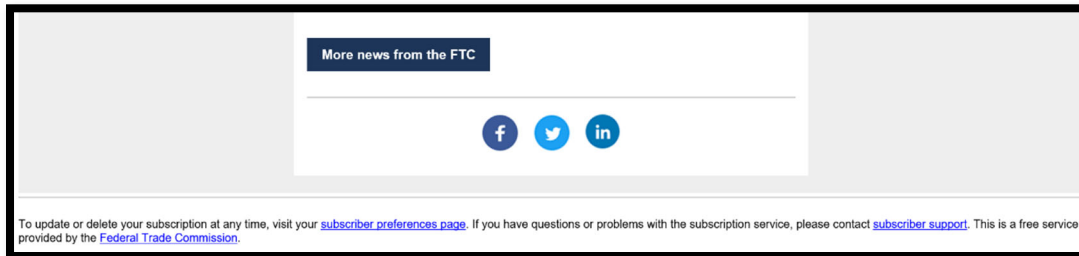 More news from the FTC
f
in
To update or delete your subscription at any time, visit your subscriber preferences page. If you have questions or problems with the subscription service, please contact subscriber support. This is a free service
provided by the Federal Trade Commission.